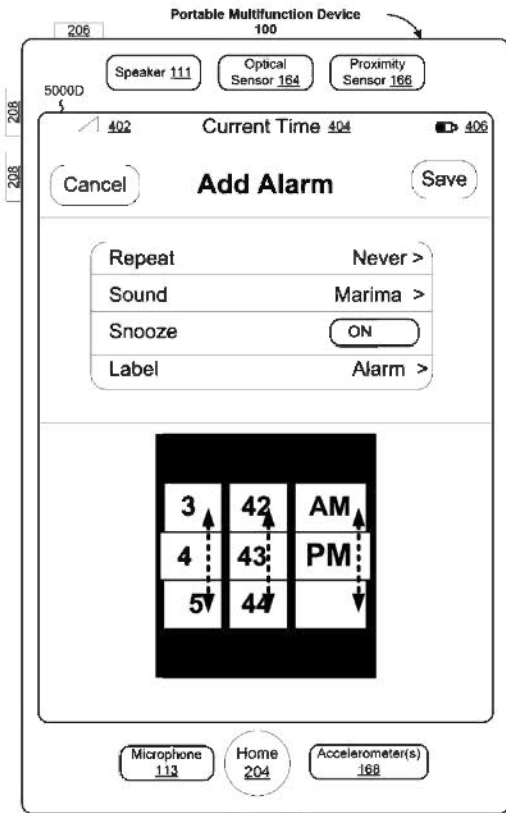 Portable Multifunction Device
100
206
Speaker 111
Optical
Sensor 164
Proximity
Sensor 166
5000D
208
208
402
Current Time 404
406
Cancel
Add Alarm
Save
Repeat
Never >
Sound
Marima >
Snooze
ON
Label
Alarm >
3
42
AM
4
43
PM
5
44
Microphone
113
Home
204
Accelerometer(s)
168